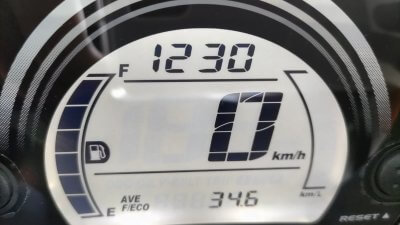 1230
F
0 km/h
E
AVE
F/ECO 34.6
km/L
RESET ▲